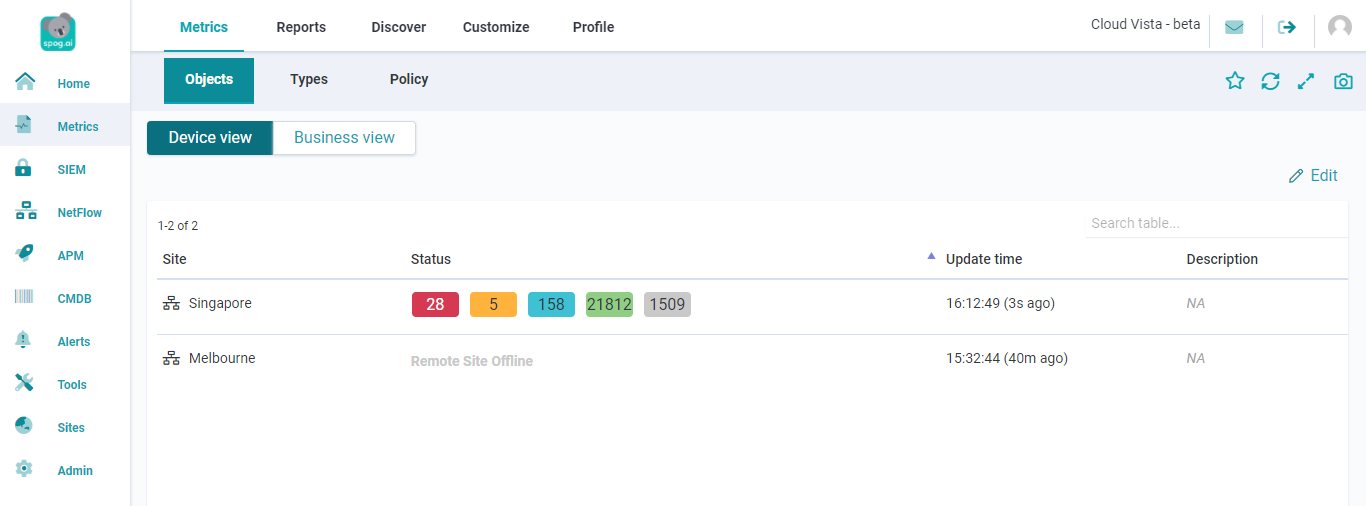 spog.ai
Metrics Reports Discover Customize Profile Cloud Vista - beta
Objects Types Policy
Home
Metrics
SIEM
NetFlow
APM
CMDB
Alerts
Tools
Sites
Admin
Device view Business view
Edit
1-2 of 2 Search table...
Site Status Update time Description
Singapore 28 5 158 21812 1509 16:12:49 (3s ago) NA
Melbourne Remote Site Offline 15:32:44 (40m ago) NA